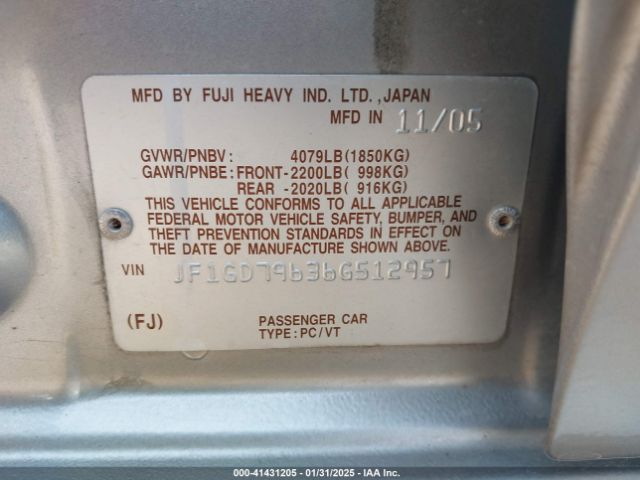 MFD BY FUJI HEAVY IND. LTD., JAPAN
MFD IN 11/05
GVWR/PNBV: 4079LB(1850KG)
GAWR/PNBE: FRONT-2200LB( 998KG)
REAR -2020LB( 916KG)
THIS VEHICLE CONFORMS TO ALL APPLICABLE
FEDERAL MOTOR VEHICLE SAFETY, BUMPER, AND
THEFT PREVENTION STANDARDS IN EFFECT ON
THE DATE OF MANUFACTURE SHOWN ABOVE.
VIN JF1GD79636G512957
(FJ) PASSENGER CAR
TYPE: PC/VT
000-41431205 - 01/31/2025 - IAA Inc.